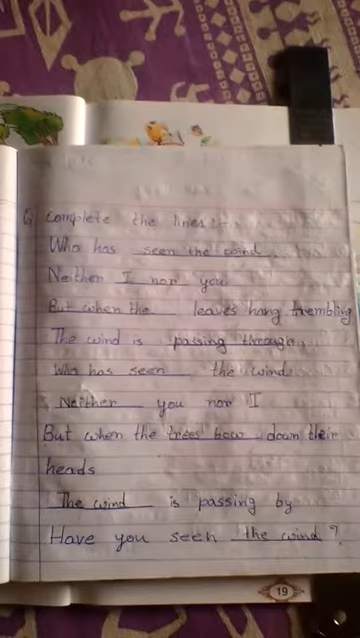 Q complete the lines:-
Who has seen the wind.
Neither I nor you
But when the leaves hang trembling
The wind is passing through.
Who has seen the wind
Neither you nor I
But when the trees bow down their
heads
The wind is passing by
Have you seen the wind?
19